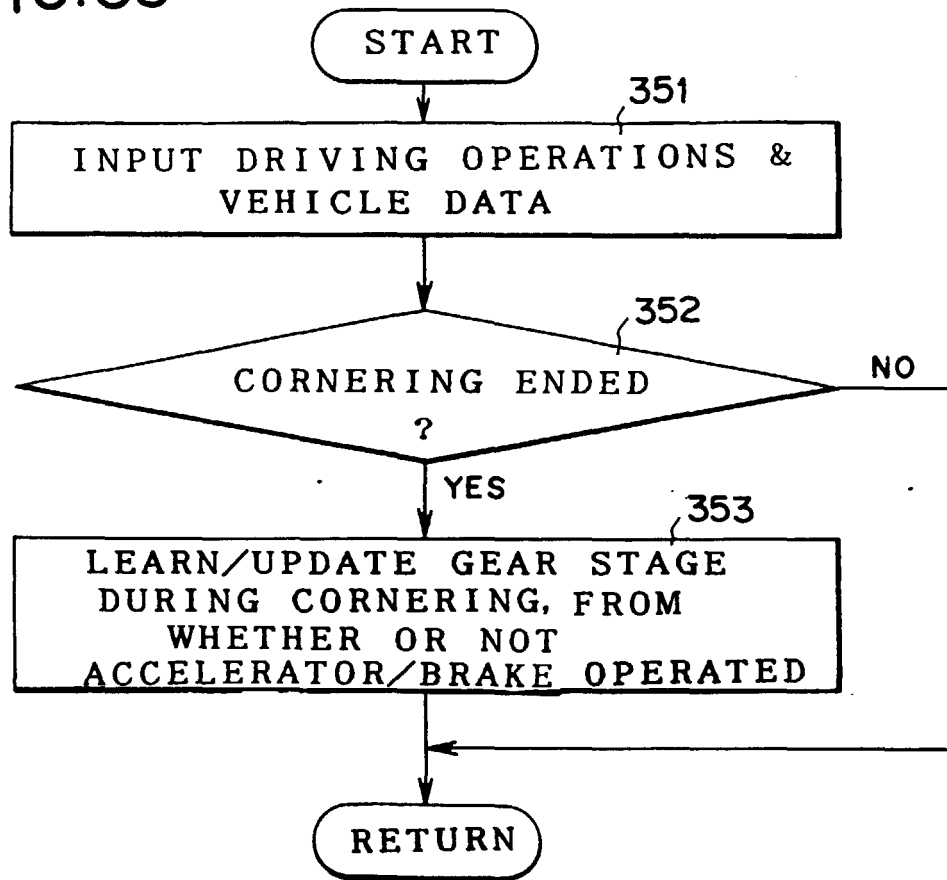 START
351
INPUT DRIVING OPERATIONS &
VEHICLE DATA
352
CORNERING ENDED
?
NO
YES
353
LEARN/UPDATE GEAR STAGE
DURING CORNERING, FROM
WHETHER OR NOT
ACCELERATOR/BRAKE OPERATED
RETURN